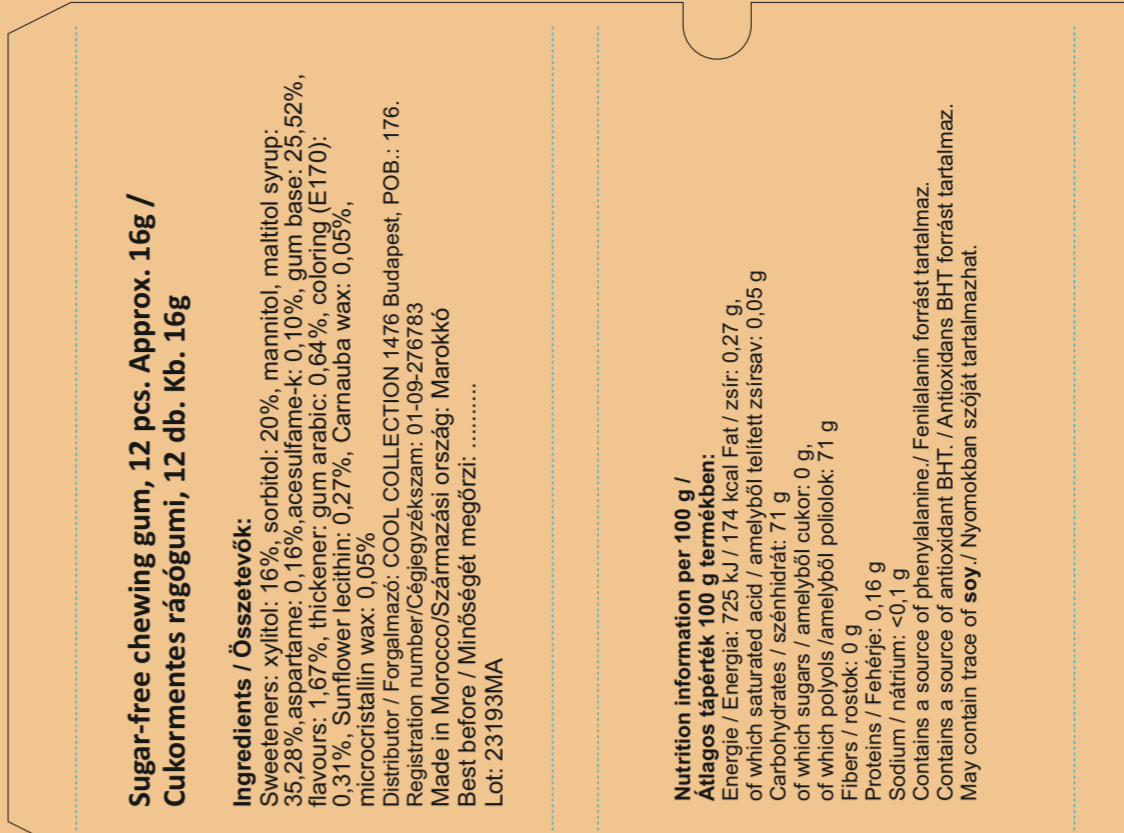 Sugar-free chewing gum, 12 pcs. Approx. 16g /
Cukormentes rágógumi, 12 db. Kb. 16g
Ingredients / Összetevők:
Sweeteners: xylitol: 16%, sorbitol: 20%, mannitol, maltitol syrup:
35,28%,aspartame: 0,16%,acesulfame-k: 0,10%, gum base: 25,52%,
flavours: 1,67%, thickener: gum arabic: 0,64%, coloring (E170):
0,31%, Sunflower lecithin: 0,27%, Carnauba wax: 0,05%,
microcristallin wax: 0,05%
Distributor / Forgalmazó: COOL COLLECTION 1476 Budapest, POB.: 176.
Registration number/Cégjegyzékszam: 01-09-276783
Made in Morocco/Származási ország: Marokkó
Best before / Minőségét megőrzi: ..........
Lot: 23193MA
Nutrition information per 100 g /
Átlagos tápérték 100 g termékben:
Energie / Energia: 725 kJ / 174 kcal Fat / zsír: 0,27 g,
of which saturated acid / amelyből telített zsírsav: 0,05 g
Carbohydrates / szénhidrát: 71 g
of which sugars / amelyből cukor: 0 g,
of which polyols /amelyből poliolok: 71 g
Fibers / rostok: 0 g
Proteins / Fehérje: 0,16 g
Sodium / nátrium: <0,1 g
Contains a source of phenylalanine./ Fenilalanin forrást tartalmaz.
Contains a source of antioxidant BHT. / Antioxidans BHT forrást tartalmaz.
May contain trace of soy./ Nyomokban szóját tartalmazhat.